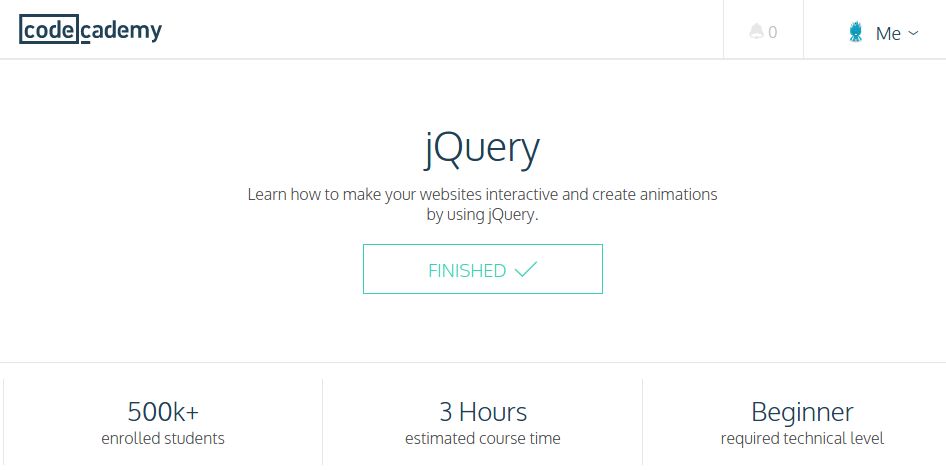 codecademy
0
Me
jQuery
Learn how to make your websites interactive and create animations
by using jQuery.
FINISHED
500k+
enrolled students
3 Hours
estimated course time
Beginner
required technical level